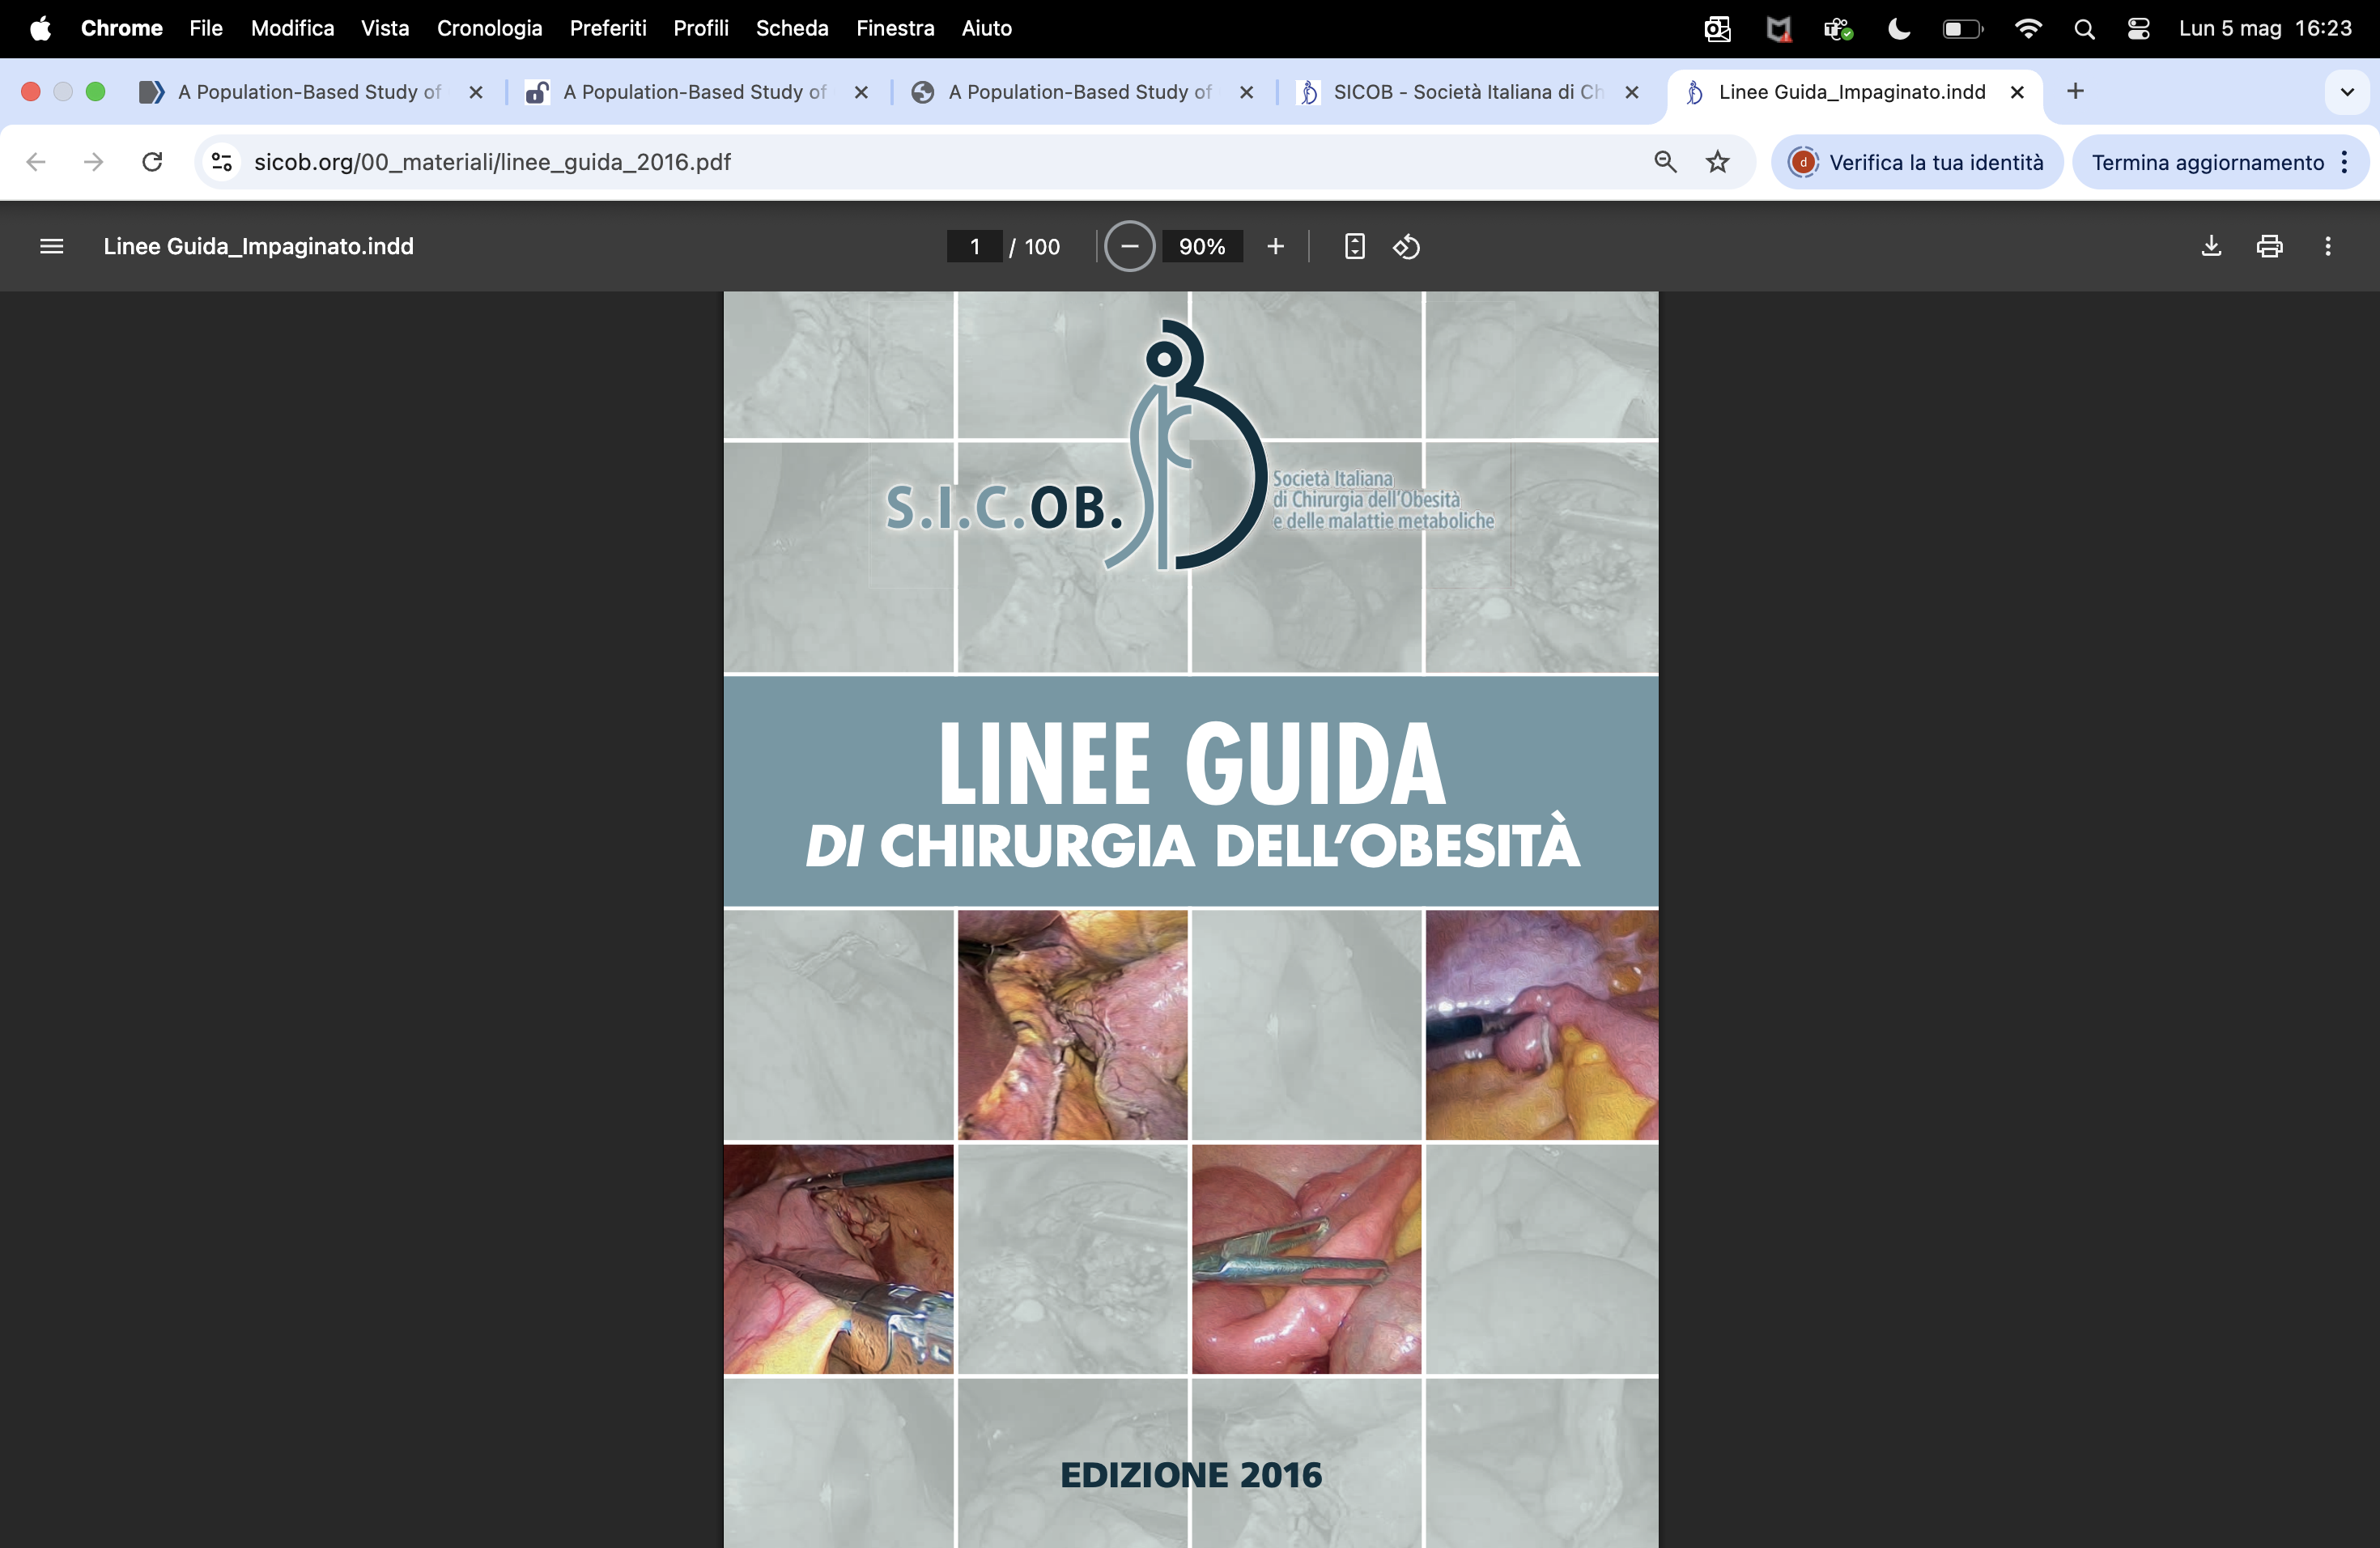 Chrome File Modifica Vista Cronologia Preferiti Profili Scheda Finestra Aiuto Lun 5 mag 16:23
A Population-Based Study of A Population-Based Study of A Population-Based Study of SICOB - Società Italiana di Ch Linee Guida_Impaginato.indd
sicob.org/00_materiali/linee_guida_2016.pdf d Verifica la tua identità Termina aggiornamento
Linee Guida_Impaginato.indd 1 / 100 90%
S.I.C.OB.
Società Italiana
di Chirurgia dell'Obesità
e delle malattie metaboliche
LINEE GUIDA
DI CHIRURGIA DELL'OBESITÀ
EDIZIONE 2016